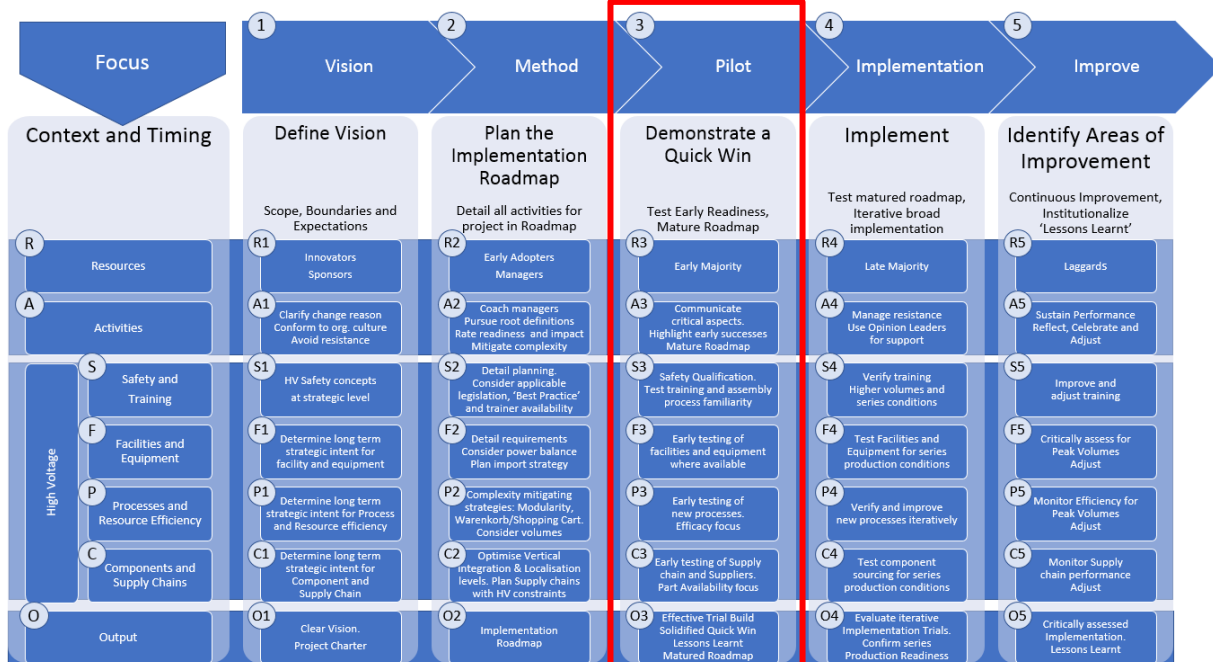 Focus
1
Vision
2
Method
3
Pilot
4
Implementation
5
Improve
Context and Timing
Define Vision
Scope, Boundaries and
Expectations
Plan the
Implementation
Roadmap
Detail all activities for
project in Roadmap
Demonstrate a
Quick Win
Test Early Readiness,
Mature Roadmap
Implement
Test matured roadmap,
Iterative broad
implementation
Identify Areas of
Improvement
Continuous Improvement,
Institutionalize
'Lessons Learnt'
R
Resources
R1
Innovators
Sponsors
R2
Early Adopters
Managers
R3
Early Majority
R4
Late Majority
R5
LaggardS
A
Activities
A1
Clarify change reason
Conform to org. culture
Avoid resistance
A2
Coach managers
Pursue root definitions
Rate readiness and impact
Mitigate complexity
A3
Communicate
critical aspects.
Highlight early successes
Mature Roadmap
A4
Manage resistance
Use Opinion Leaders
for support
A5
Sustain Performance
Reflect, Celebrate and
Adjust
High Voltage
S
Safety and
Training
S1
HV Safety concepts
at strategic level
S2
Detail planning.
Consider applicable
legislation, 'Best Practice'
and trainer availability
S3
Safety Qualification.
Test training and assembly
process familiarity
S4
Verify training
Higher volumes and
series conditions
S5
Improve and
adjust training
F
Facilities and
Equipment
F1
Determine long term
strategic intent for
facility and equipment
F2
Detail requirements
Consider power balance
Plan import strategy
F3
Early testing of
facilities and equipment
where available
F4
Test Facilities and
Equipment for series
production conditions
F5
Critically assess for
Peak Volumes
Adjust
P
Processes and
Resource Efficiency
P1
Determine long term
strategic intent for Process
and Resource efficiency
P2
Complexity mitigating
strategies: Modularity,
Warenkorb/Shopping Cart.
Consider volumes
P3
Early testing of
new processes.
Efficacy focus
P4
Verify and improve
new processes iteratively
P5
Monitor Efficiency for
Peak Volumes
Adjust
C
Components and
Supply Chains
C1
Determine long term
strategic intent for
Component and
Supply Chain
C2
Optimise Vertical
Integration & Localisation
levels. Plan Supply chains
with HV constraints
C3
Early testing of Supply
chain and Suppliers.
Part Availability focus
C4
Test component
sourcing for series
production conditions
C5
Monitor Supply
chain performance
Adjust
O
Output
O1
Clear Vision.
Project Charter
O2
Implementation
Roadmap
O3
Effective Trial Build
Solidified Quick Win
Lessons Learnt
Matured Roadmap
O4
Evaluate iterative
Implementation Trials.
Confirm series
Production Readiness
O5
Critically assessed
Implementation.
Lessons Learnt